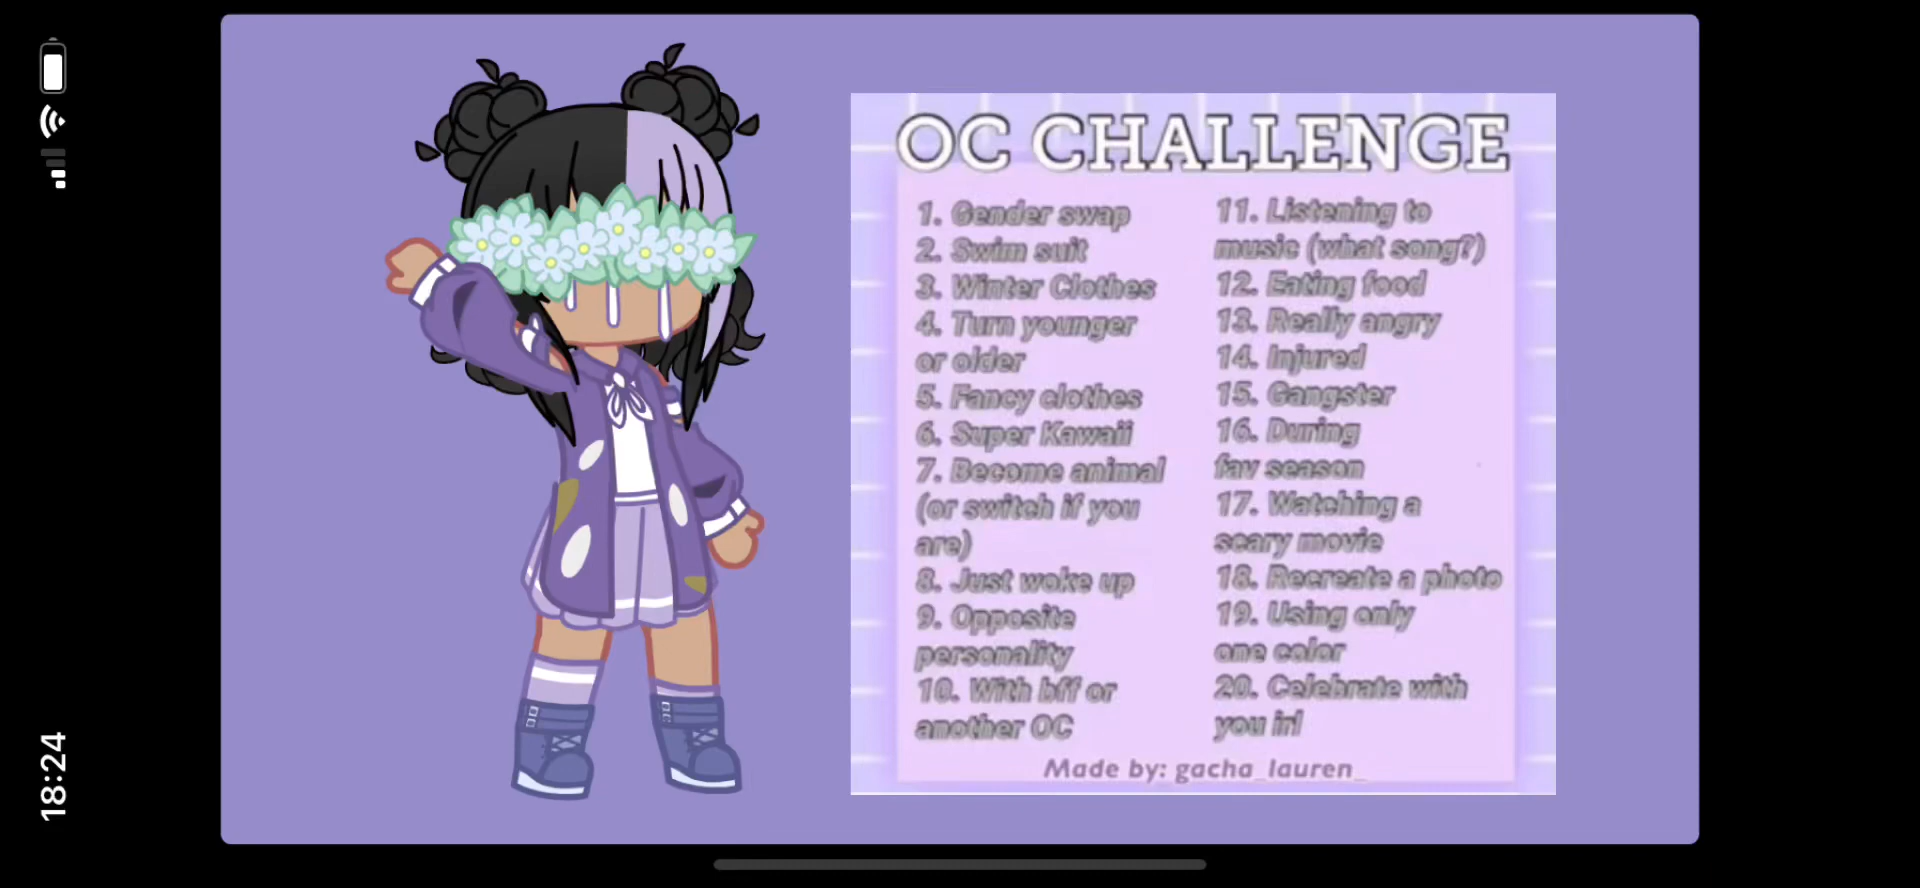 OC CHALLENGE
1. Gender swap
2. Swim suit
3. Winter Clothes
4. Turn younger
or older
5. Fancy clothes
6. Super Kawaii
7. Become animal
(or switch if you
are)
8. Just woke up
9. Opposite
personality
10. With bff or
another OC
11. Listening to
music (what song?)
12. Eating food
13. Really angry
14. Injured
15. Gangster
16. During
fav season
17. Watching a
scary movie
18. Recreate a photo
19. Using only
one color
20. Celebrate with
you irl
Made by: gacha_lauren_
18:24